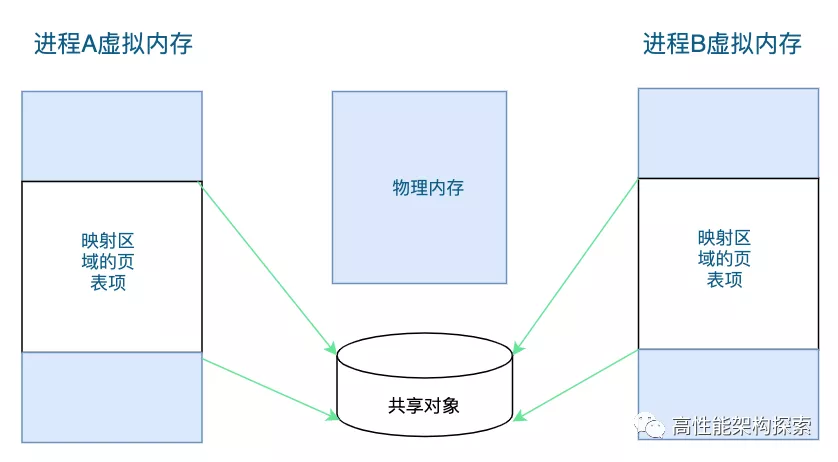 进程A虚拟内存
进程B虚拟内存
物理内存
映射区
域的页
表项
映射区
域的页
表项
共享对象
高性能架构探索